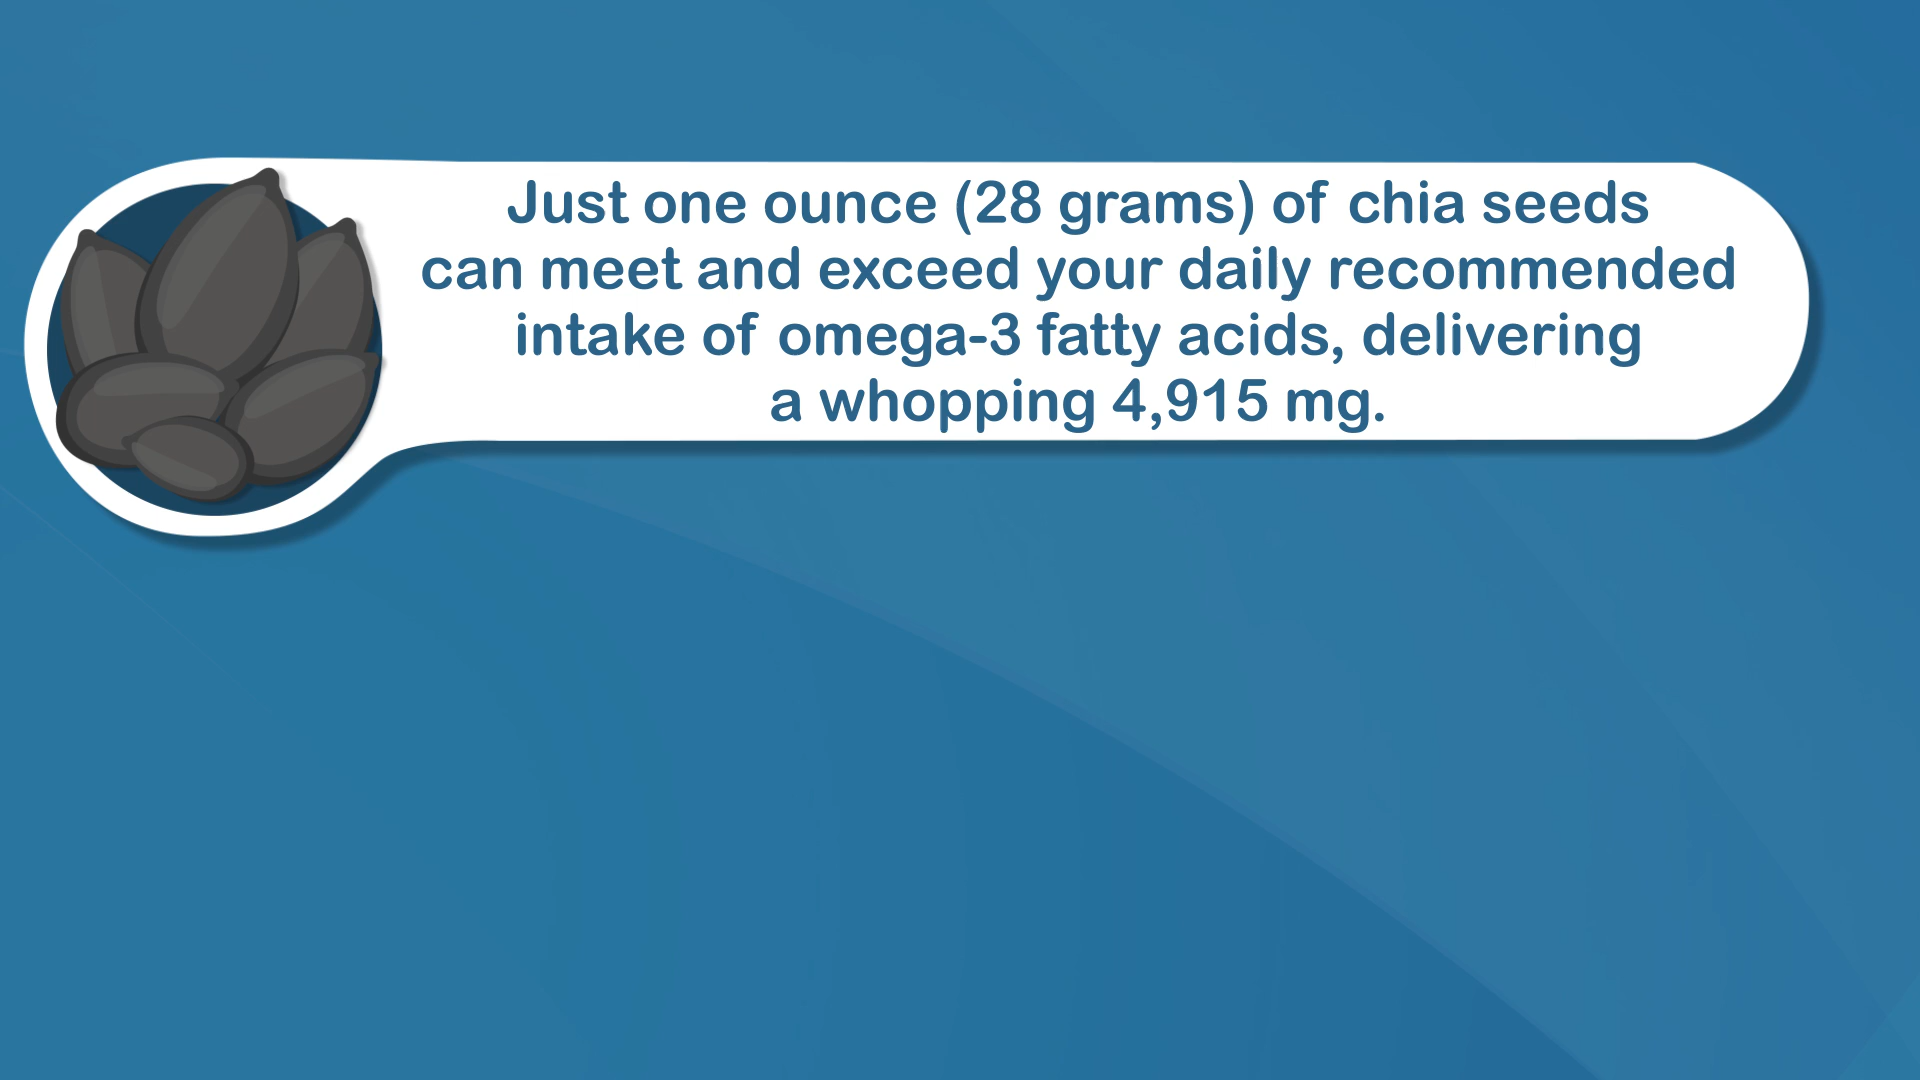 Just one ounce (28 grams) of chia seeds
can meet and exceed your daily recommended
intake of omega-3 fatty acids, delivering
a whopping 4,915 mg.